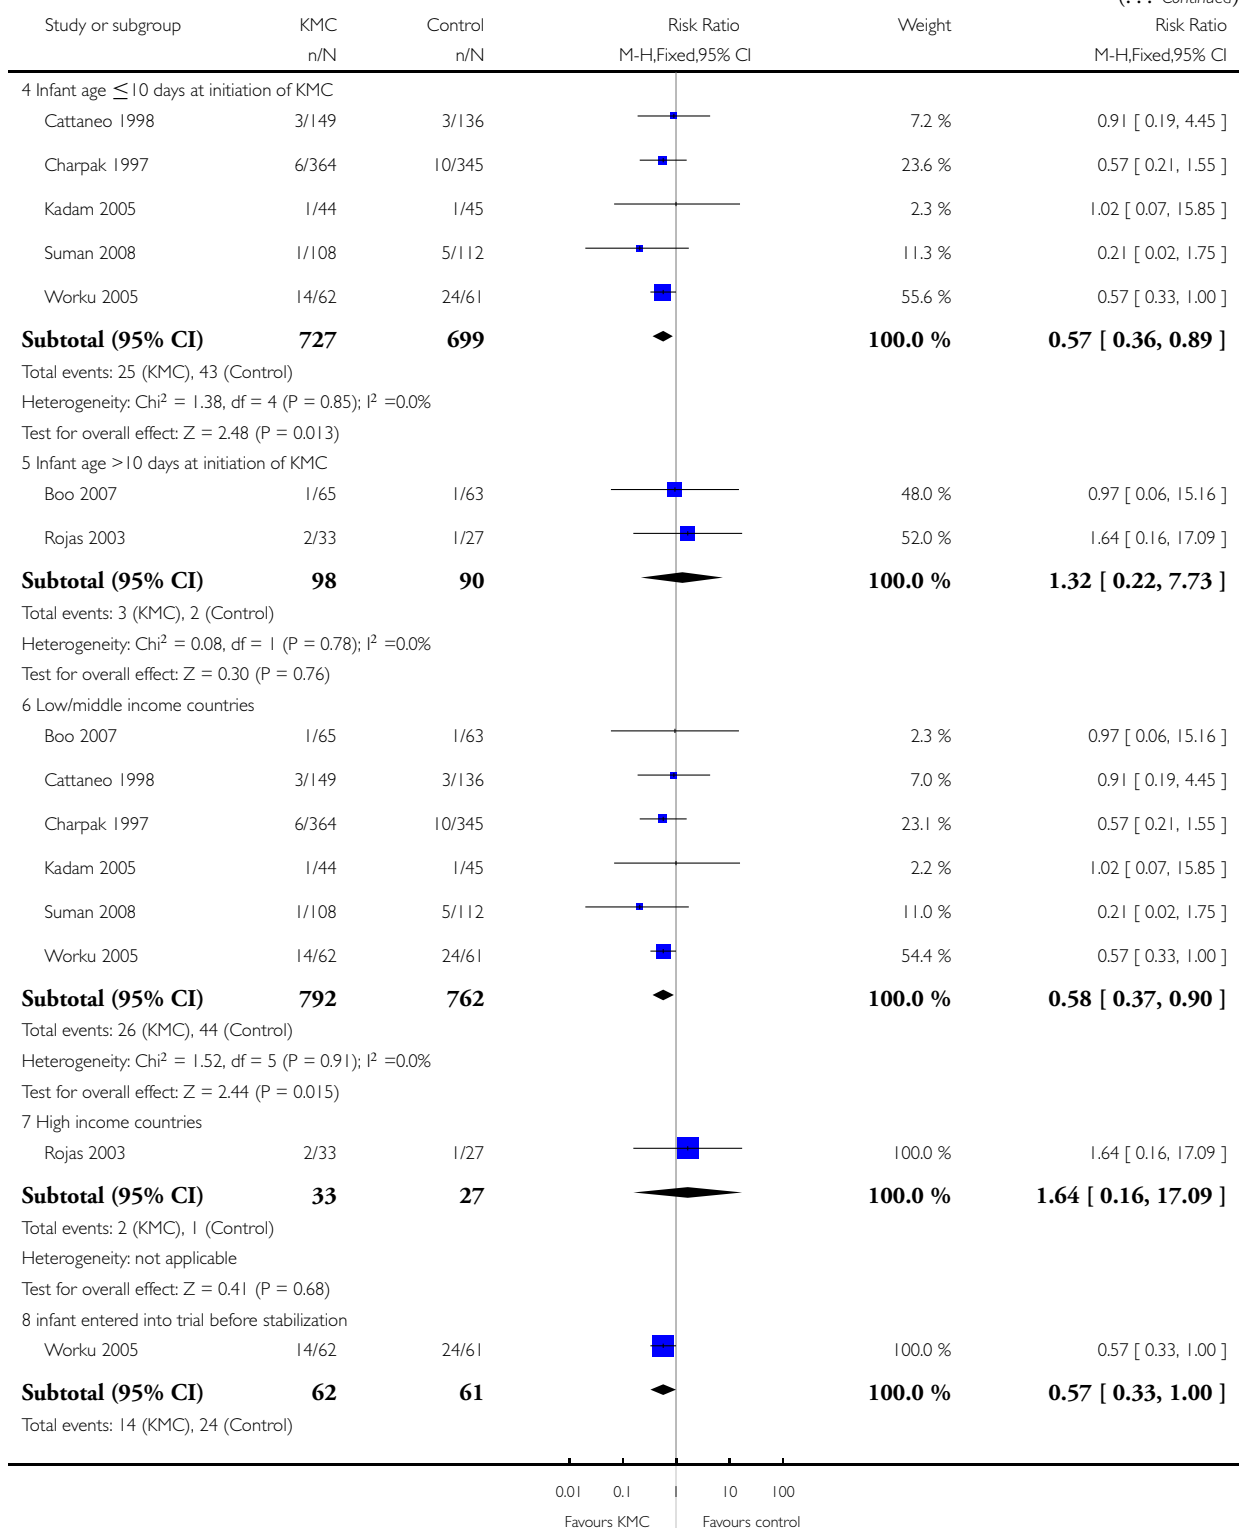 (. . . Continued)
Study or subgroup KMC Control Risk Ratio Weight Risk Ratio
n/N n/N M-H,Fixed,95% CI M-H,Fixed,95% CI
4 Infant age ≤10 days at initiation of KMC
Cattaneo 1998 3/149 3/136 7.2 % 0.91 [ 0.19, 4.45 ]
Charpak 1997 6/364 10/345 23.6 % 0.57 [ 0.21, 1.55 ]
Kadam 2005 1/44 1/45 2.3 % 1.02 [ 0.07, 15.85 ]
Suman 2008 1/108 5/112 11.3 % 0.21 [ 0.02, 1.75 ]
Worku 2005 14/62 24/61 55.6 % 0.57 [ 0.33, 1.00 ]
Subtotal (95% CI) 727 699 100.0 % 0.57 [ 0.36, 0.89 ]
Total events: 25 (KMC), 43 (Control)
Heterogeneity: Chi² = 1.38, df = 4 (P = 0.85); I² =0.0%
Test for overall effect: Z = 2.48 (P = 0.013)
5 Infant age >10 days at initiation of KMC
Boo 2007 1/65 1/63 48.0 % 0.97 [ 0.06, 15.16 ]
Rojas 2003 2/33 1/27 52.0 % 1.64 [ 0.16, 17.09 ]
Subtotal (95% CI) 98 90 100.0 % 1.32 [ 0.22, 7.73 ]
Total events: 3 (KMC), 2 (Control)
Heterogeneity: Chi² = 0.08, df = 1 (P = 0.78); I² =0.0%
Test for overall effect: Z = 0.30 (P = 0.76)
6 Low/middle income countries
Boo 2007 1/65 1/63 2.3 % 0.97 [ 0.06, 15.16 ]
Cattaneo 1998 3/149 3/136 7.0 % 0.91 [ 0.19, 4.45 ]
Charpak 1997 6/364 10/345 23.1 % 0.57 [ 0.21, 1.55 ]
Kadam 2005 1/44 1/45 2.2 % 1.02 [ 0.07, 15.85 ]
Suman 2008 1/108 5/112 11.0 % 0.21 [ 0.02, 1.75 ]
Worku 2005 14/62 24/61 54.4 % 0.57 [ 0.33, 1.00 ]
Subtotal (95% CI) 792 762 100.0 % 0.58 [ 0.37, 0.90 ]
Total events: 26 (KMC), 44 (Control)
Heterogeneity: Chi² = 1.52, df = 5 (P = 0.91); I² =0.0%
Test for overall effect: Z = 2.44 (P = 0.015)
7 High income countries
Rojas 2003 2/33 1/27 100.0 % 1.64 [ 0.16, 17.09 ]
Subtotal (95% CI) 33 27 100.0 % 1.64 [ 0.16, 17.09 ]
Total events: 2 (KMC), 1 (Control)
Heterogeneity: not applicable
Test for overall effect: Z = 0.41 (P = 0.68)
8 infant entered into trial before stabilization
Worku 2005 14/62 24/61 100.0 % 0.57 [ 0.33, 1.00 ]
Subtotal (95% CI) 62 61 100.0 % 0.57 [ 0.33, 1.00 ]
Total events: 14 (KMC), 24 (Control)
0.01 0.1 1 10 100
Favours KMC Favours control